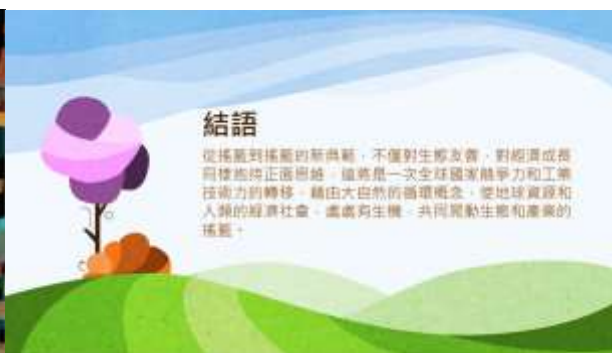 結語
從搖籃到搖籃的新典範,不僅對生態友善,對經濟成長
同樣抱持正面思維,這將是一次全球國家競爭力和工業
技術力的轉移,藉由大自然的循環概念,使地球資源和
人類的經濟社會,處處有生機,共同驅動生態和產業的
搖籃。